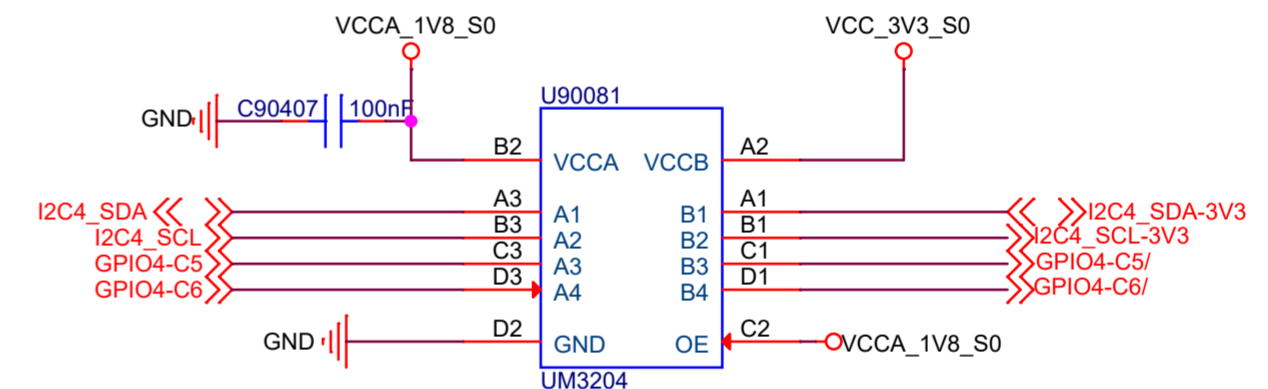 VCCA_1V8_S0 VCC_3V3_S0
U90081
GND C90407 100nF
B2 VCCA VCCB A2
I2C4_SDA A3 A1 B1 A1 I2C4_SDA-3V3
I2C4_SCL B3 A2 B2 B1 I2C4_SCL-3V3
GPIO4-C5 C3 A3 B3 C1 GPIO4-C5/
GPIO4-C6 D3 A4 B4 D1 GPIO4-C6/
GND D2 GND OE C2 VCCA_1V8_S0
UM3204